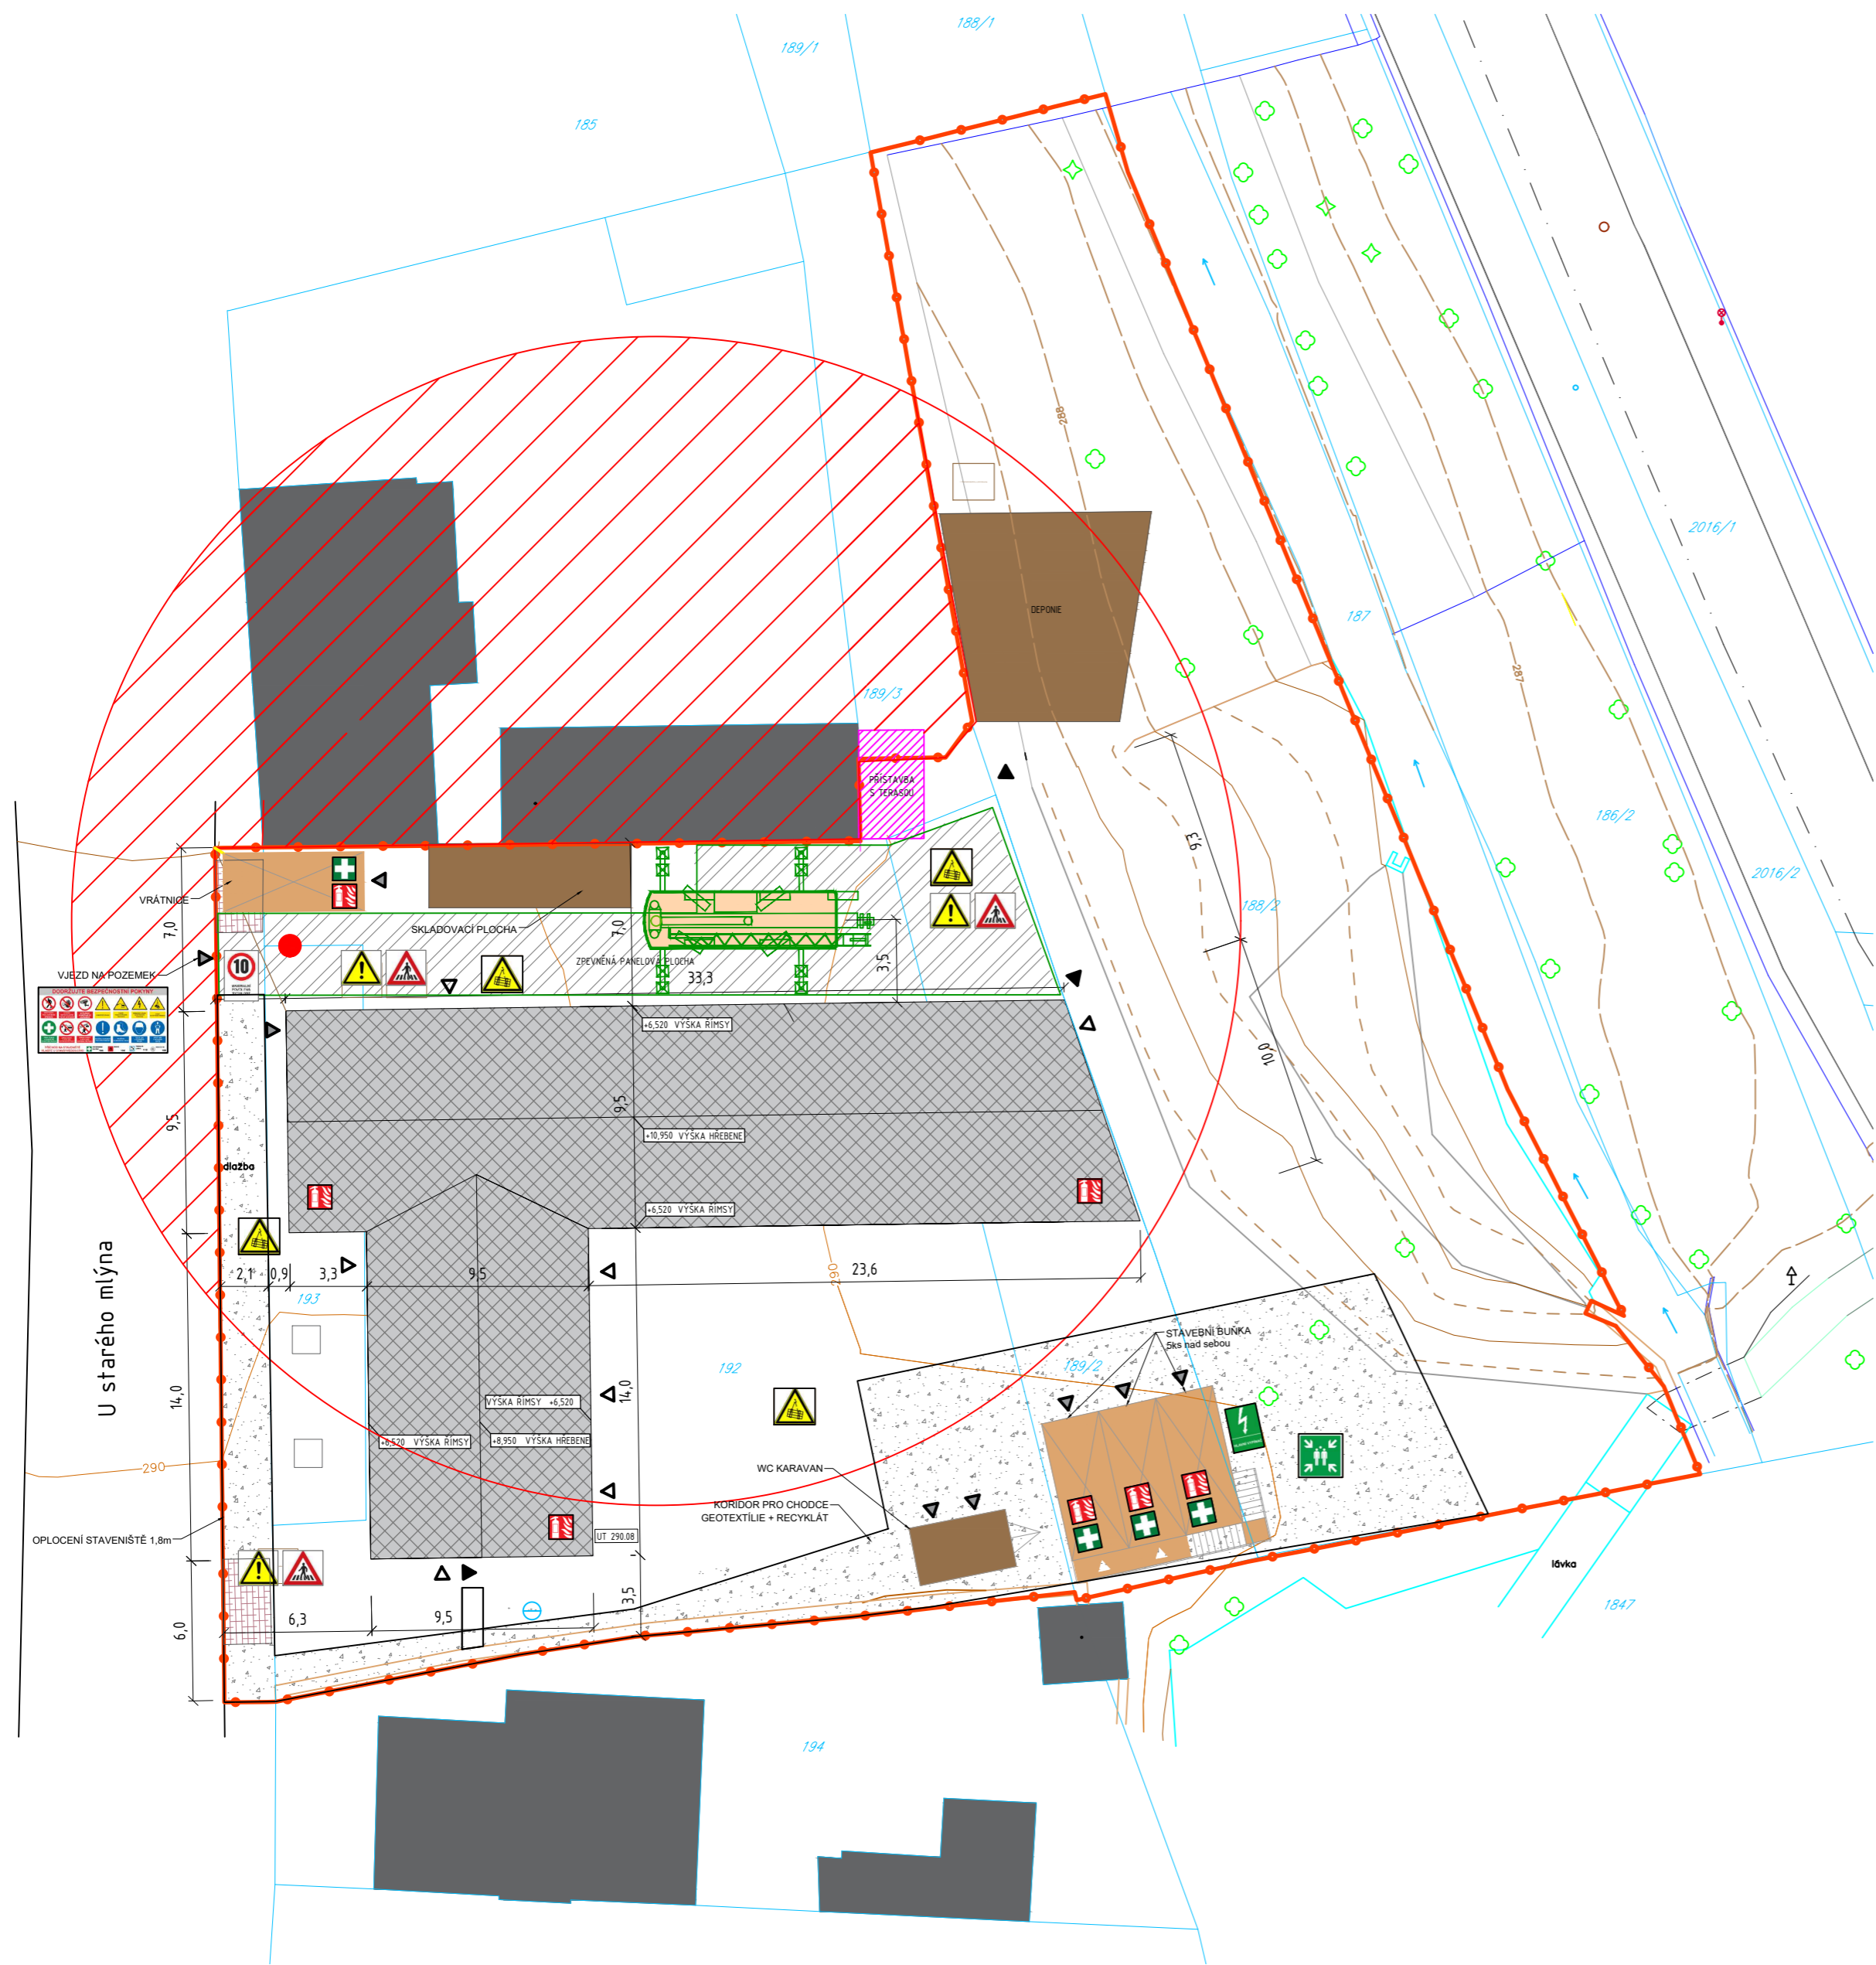 188/1
189/1
185
288
2016/1
DEPONIE
187
287
189/3
PŘÍSTAVBA
S TERASOU
186/2
9,3
2016/2
VRÁTNICE
188/2
7,0
7,0
SKLADOVACÍ PLOCHA
3,5
ZPEVNĚNÁ PANELOVÁ PLOCHA
VJEZD NA POZEMEK
10
33,3
DODRŽUJTE BEZPEČNOSTNÍ POKYNY
+6,520 VÝŠKA ŘÍMSY
10,0
9,5
9,5
+10,950 VÝŠKA HŘEBENE
dlažba
+6,520 VÝŠKA ŘÍMSY
U starého mlýna
2,1
0,9
3,3
9,5
23,6
290
193
STAVEBNÍ BUŇKA
5ks nad sebou
192
189/2
14,0
14,0
VÝŠKA ŘÍMSY +6,520
+6,520 VÝŠKA ŘÍMSY
+8,950 VÝŠKA HŘEBENE
290
WC KARAVAN
KORIDOR PRO CHODCE
GEOTEXTÍLIE + RECYKLÁT
OPLOCENÍ STAVENIŠTĚ 1,8m
UT 290.08
lávka
6,0
6,3
9,5
3,5
1847
194